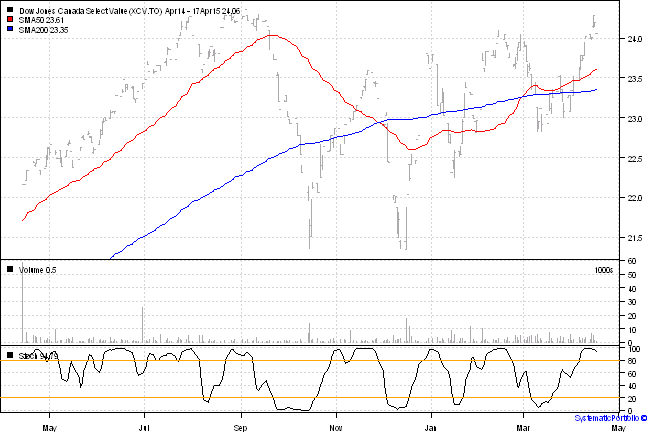 Dow Jones Canada Select Value (XCV.TO) Apr14 - 17Apr15 24.06
SMA50 23.61
SMA200 23.35
24.0
23.5
23.0
22.5
22.0
21.5
Volume 0.5
1000s
60
50
40
30
20
10
0
100
80
60
40
20
0
May Jul Sep Nov Jan Mar May
SystematicPortfolio ©